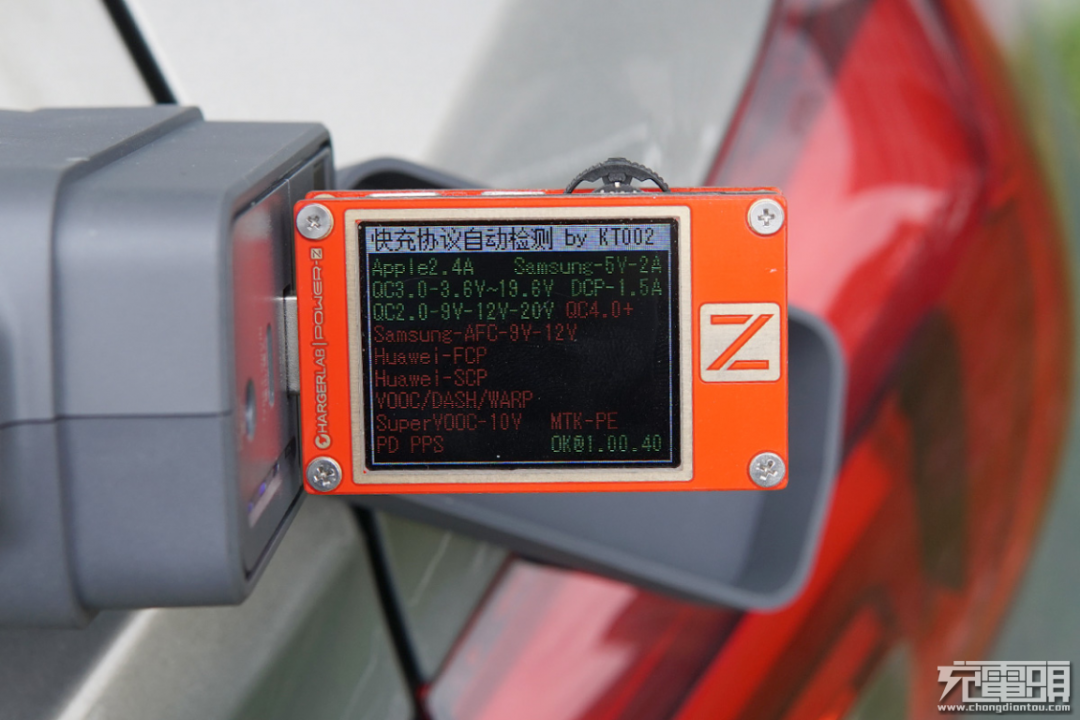 快充协议自动检测 by KT002
Apple2.4A Samsung-5V-2A
QC3.0-3.6V~19.6V DCP-1.5A
QC2.0-9V-12V-20V QC4.0+
Samsung-AFC-9V-12V
Huawei-FCP
Huawei-SCP
VOOC/DASH/WARP
SuperVOOC-10V MTK-PE
PD PPS OK@1.00.40
CHARGERLAB | POWER-Z
Z
充電頭
www.chongdiantou.com